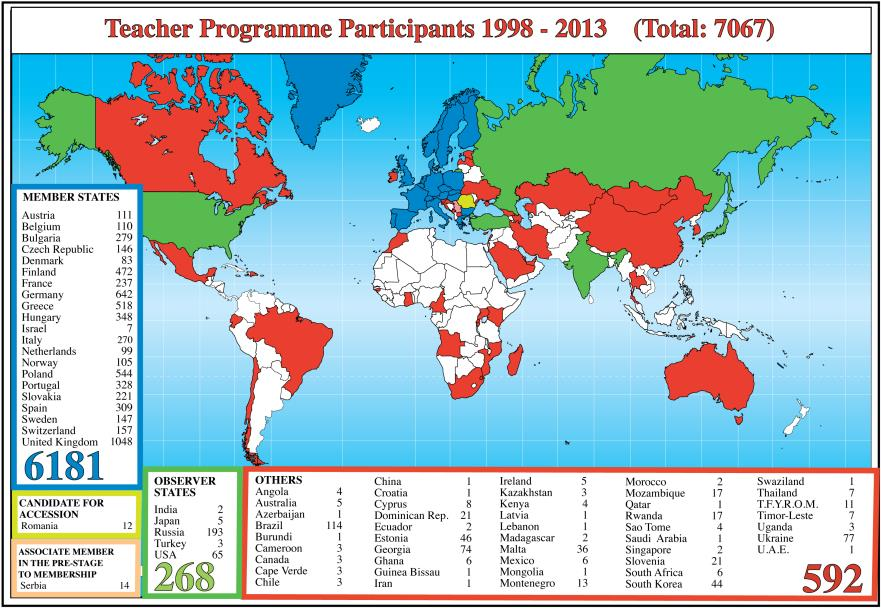 Teacher Programme Participants 1998 - 2013 (Total: 7067)
MEMBER STATES
Austria 111
Belgium 110
Bulgaria 279
Czech Republic 146
Denmark 83
Finland 472
France 237
Germany 642
Greece 518
Hungary 348
Israel 7
Italy 270
Netherlands 99
Norway 105
Poland 544
Portugal 328
Slovakia 221
Spain 309
Sweden 147
Switzerland 157
United Kingdom 1048
6181
CANDIDATE FOR
ACCESSION
Romania 12
ASSOCIATE MEMBER
IN THE PRE-STAGE
TO MEMBERSHIP
Serbia 14
OBSERVER
STATES
India 2
Japan 5
Russia 193
Turkey 3
USA 65
268
OTHERS
Angola 4
Australia 5
Azerbaijan 1
Brazil 114
Burundi 1
Cameroon 3
Canada 3
Cape Verde 3
Chile 3
China 1
Croatia 1
Cyprus 8
Dominican Rep. 21
Ecuador 2
Estonia 46
Georgia 74
Ghana 6
Guinea Bissau 1
Iran 1
Ireland 5
Kazakhstan 3
Kenya 4
Latvia 1
Lebanon 1
Madagascar 2
Malta 36
Mexico 6
Mongolia 1
Montenegro 13
Morocco 2
Mozambique 17
Qatar 1
Rwanda 17
Sao Tome 4
Saudi Arabia 1
Singapore 2
Slovenia 21
South Africa 6
South Korea 44
Swaziland 1
Thailand 7
T.F.Y.R.O.M. 11
Timor-Leste 7
Uganda 3
Ukraine 77
U.A.E. 1
592